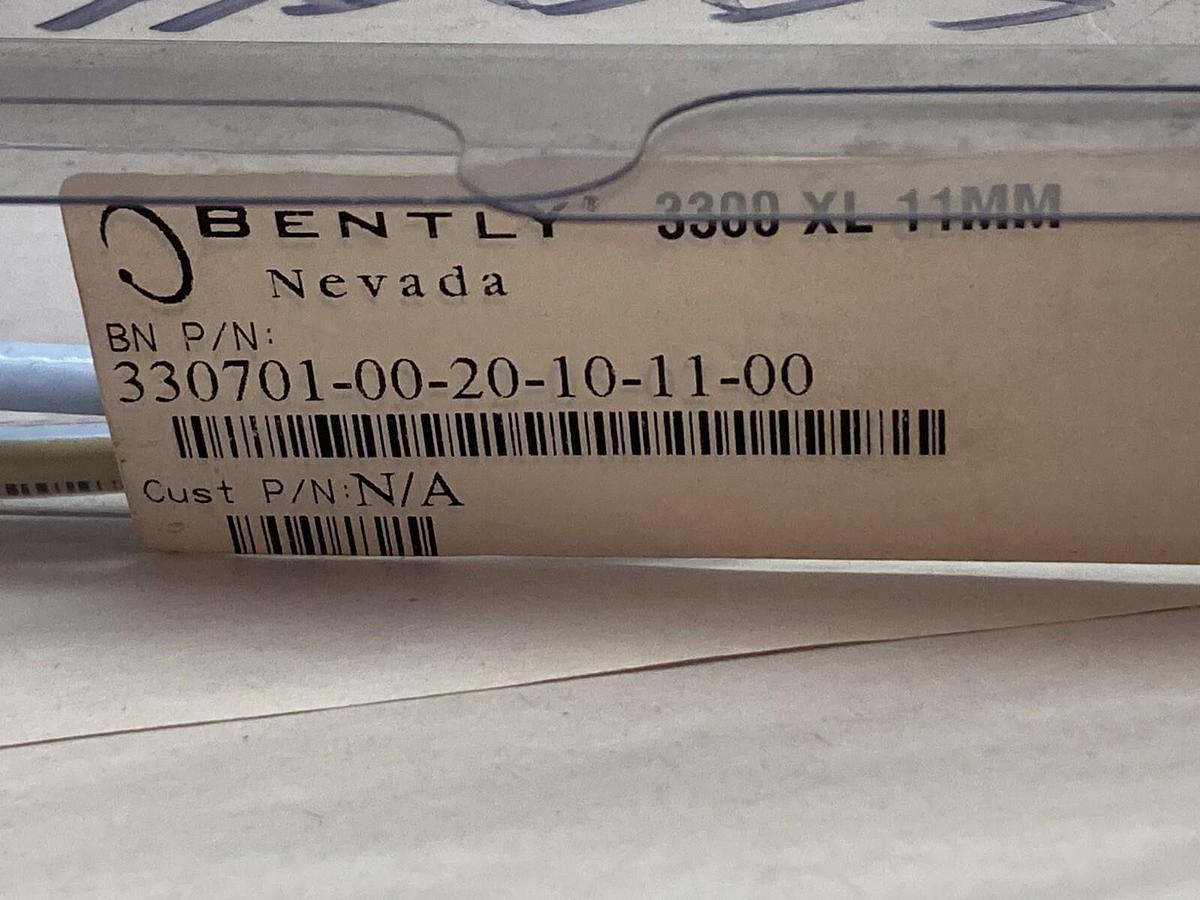 BENTLY® 3300 XL 11MM
Nevada
BN P/N:
330701-00-20-10-11-00
Cust P/N:N/A